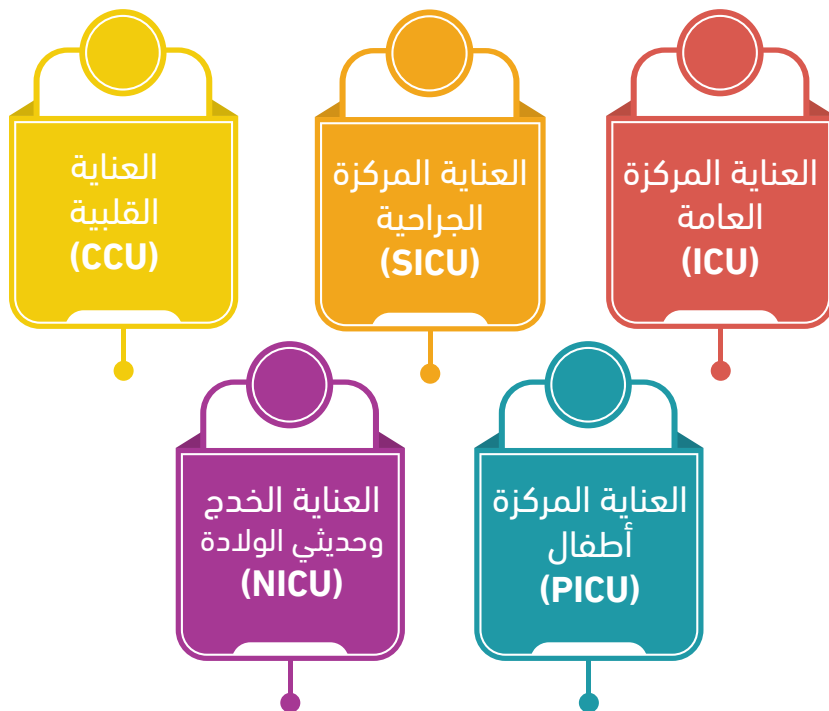 العناية المركزة
العامة
(ICU)
العناية المركزة
الجراحية
(SICU)
العناية
القلبية
(CCU)
العناية المركزة
أطفال
(PICU)
العناية الخدج
وحديثي الولادة
(NICU)